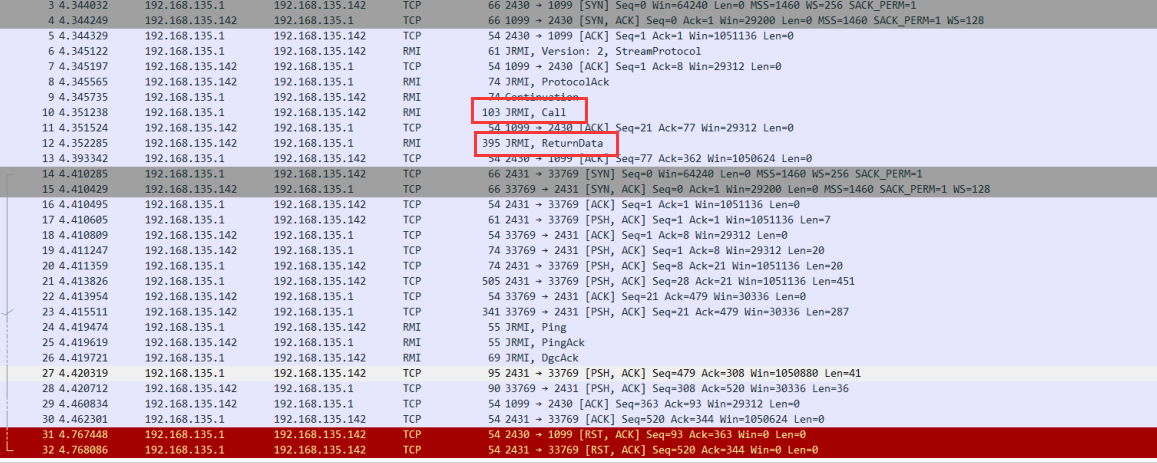 3 4.344032 192.168.135.1 192.168.135.142 TCP 66 2430 → 1099 [SYN] Seq=0 Win=64240 Len=0 MSS=1460 WS=256 SACK_PERM=1
4 4.344249 192.168.135.142 192.168.135.1 TCP 66 1099 → 2430 [SYN, ACK] Seq=0 Ack=1 Win=29200 Len=0 MSS=1460 SACK_PERM=1 WS=128
5 4.344329 192.168.135.1 192.168.135.142 TCP 54 2430 → 1099 [ACK] Seq=1 Ack=1 Win=1051136 Len=0
6 4.345122 192.168.135.1 192.168.135.142 RMI 61 JRMI, Version: 2, StreamProtocol
7 4.345197 192.168.135.142 192.168.135.1 TCP 54 1099 → 2430 [ACK] Seq=1 Ack=8 Win=29312 Len=0
8 4.345565 192.168.135.142 192.168.135.1 RMI 74 JRMI, ProtocolAck
9 4.345735 192.168.135.1 192.168.135.142 RMI 74 Continuation
10 4.351238 192.168.135.1 192.168.135.142 RMI 103 JRMI, Call
11 4.351524 192.168.135.142 192.168.135.1 TCP 54 1099 → 2430 [ACK] Seq=21 Ack=77 Win=29312 Len=0
12 4.352285 192.168.135.142 192.168.135.1 RMI 395 JRMI, ReturnData
13 4.393342 192.168.135.1 192.168.135.142 TCP 54 2430 → 1099 [ACK] Seq=77 Ack=362 Win=1050624 Len=0
14 4.410285 192.168.135.1 192.168.135.142 TCP 66 2431 → 33769 [SYN] Seq=0 Win=64240 Len=0 MSS=1460 WS=256 SACK_PERM=1
15 4.410429 192.168.135.142 192.168.135.1 TCP 66 33769 → 2431 [SYN, ACK] Seq=0 Ack=1 Win=29200 Len=0 MSS=1460 SACK_PERM=1 WS=128
16 4.410495 192.168.135.1 192.168.135.142 TCP 54 2431 → 33769 [ACK] Seq=1 Ack=1 Win=1051136 Len=0
17 4.410605 192.168.135.1 192.168.135.142 TCP 61 2431 → 33769 [PSH, ACK] Seq=1 Ack=1 Win=1051136 Len=7
18 4.410809 192.168.135.142 192.168.135.1 TCP 54 33769 → 2431 [ACK] Seq=1 Ack=8 Win=29312 Len=0
19 4.411247 192.168.135.142 192.168.135.1 TCP 74 33769 → 2431 [PSH, ACK] Seq=1 Ack=8 Win=29312 Len=20
20 4.411359 192.168.135.1 192.168.135.142 TCP 74 2431 → 33769 [PSH, ACK] Seq=8 Ack=21 Win=1051136 Len=20
21 4.413826 192.168.135.1 192.168.135.142 TCP 505 2431 → 33769 [PSH, ACK] Seq=28 Ack=21 Win=1051136 Len=451
22 4.413954 192.168.135.142 192.168.135.1 TCP 54 33769 → 2431 [ACK] Seq=21 Ack=479 Win=30336 Len=0
23 4.415511 192.168.135.142 192.168.135.1 TCP 341 33769 → 2431 [PSH, ACK] Seq=21 Ack=479 Win=30336 Len=287
24 4.419474 192.168.135.1 192.168.135.142 RMI 55 JRMI, Ping
25 4.419619 192.168.135.142 192.168.135.1 RMI 55 JRMI, PingAck
26 4.419721 192.168.135.1 192.168.135.142 RMI 69 JRMI, DgcAck
27 4.420319 192.168.135.1 192.168.135.142 TCP 95 2431 → 33769 [PSH, ACK] Seq=479 Ack=308 Win=1050880 Len=41
28 4.420712 192.168.135.142 192.168.135.1 TCP 90 33769 → 2431 [PSH, ACK] Seq=308 Ack=520 Win=30336 Len=36
29 4.460834 192.168.135.142 192.168.135.1 TCP 54 1099 → 2430 [ACK] Seq=363 Ack=93 Win=29312 Len=0
30 4.462301 192.168.135.1 192.168.135.142 TCP 54 2431 → 33769 [ACK] Seq=520 Ack=344 Win=1050624 Len=0
31 4.767448 192.168.135.1 192.168.135.142 TCP 54 2430 → 1099 [RST, ACK] Seq=93 Ack=363 Win=0 Len=0
32 4.768086 192.168.135.1 192.168.135.142 TCP 54 2431 → 33769 [RST, ACK] Seq=520 Ack=344 Win=0 Len=0